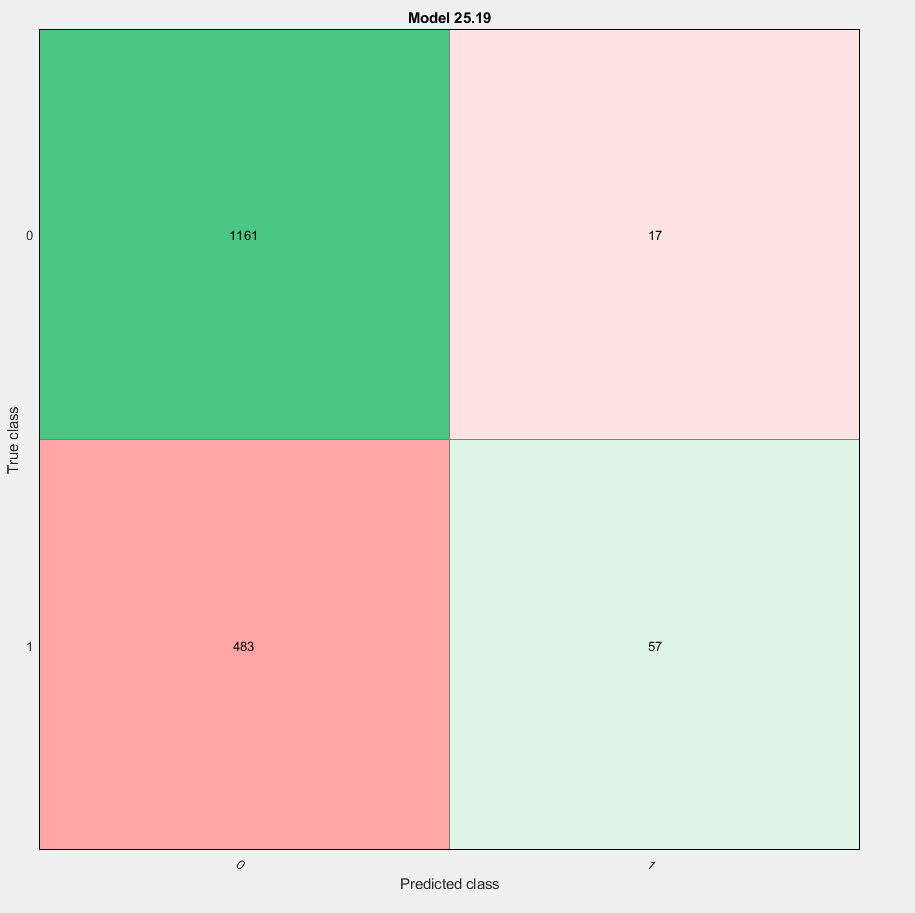 Model 25.19
0
1161
17
True class
1
483
57
0
1
Predicted class